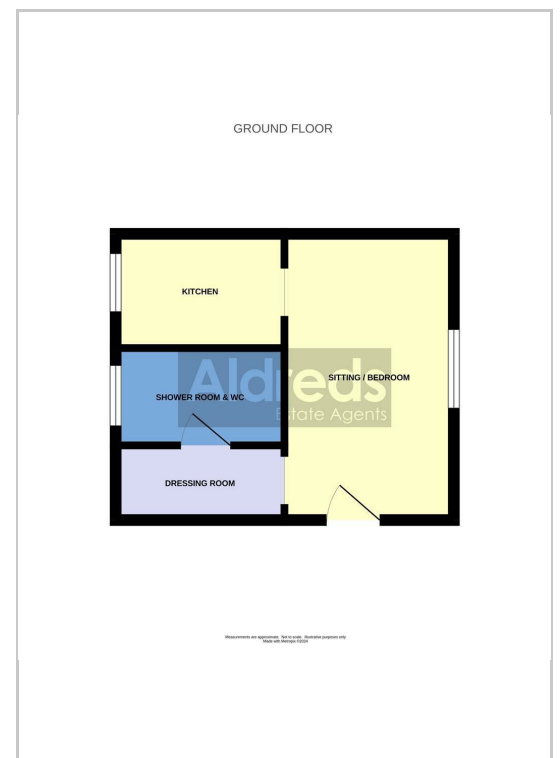 GROUND FLOOR
KITCHEN
SITTING / BEDROOM
Aldreds
SHOWER ROOM & WC
Estate Agents
DRESSING ROOM
Measurements are approximate. Not to scale. Illustrative purposes only
Made with Metropix ©2024